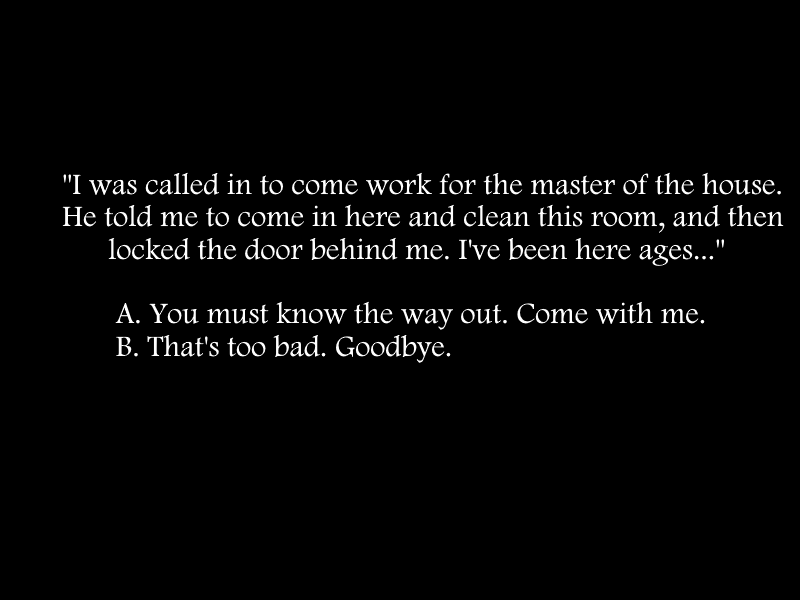 "I was called in to come work for the master of the house.
He told me to come in here and clean this room, and then
locked the door behind me. I've been here ages..."
A. You must know the way out. Come with me.
B. That's too bad. Goodbye.